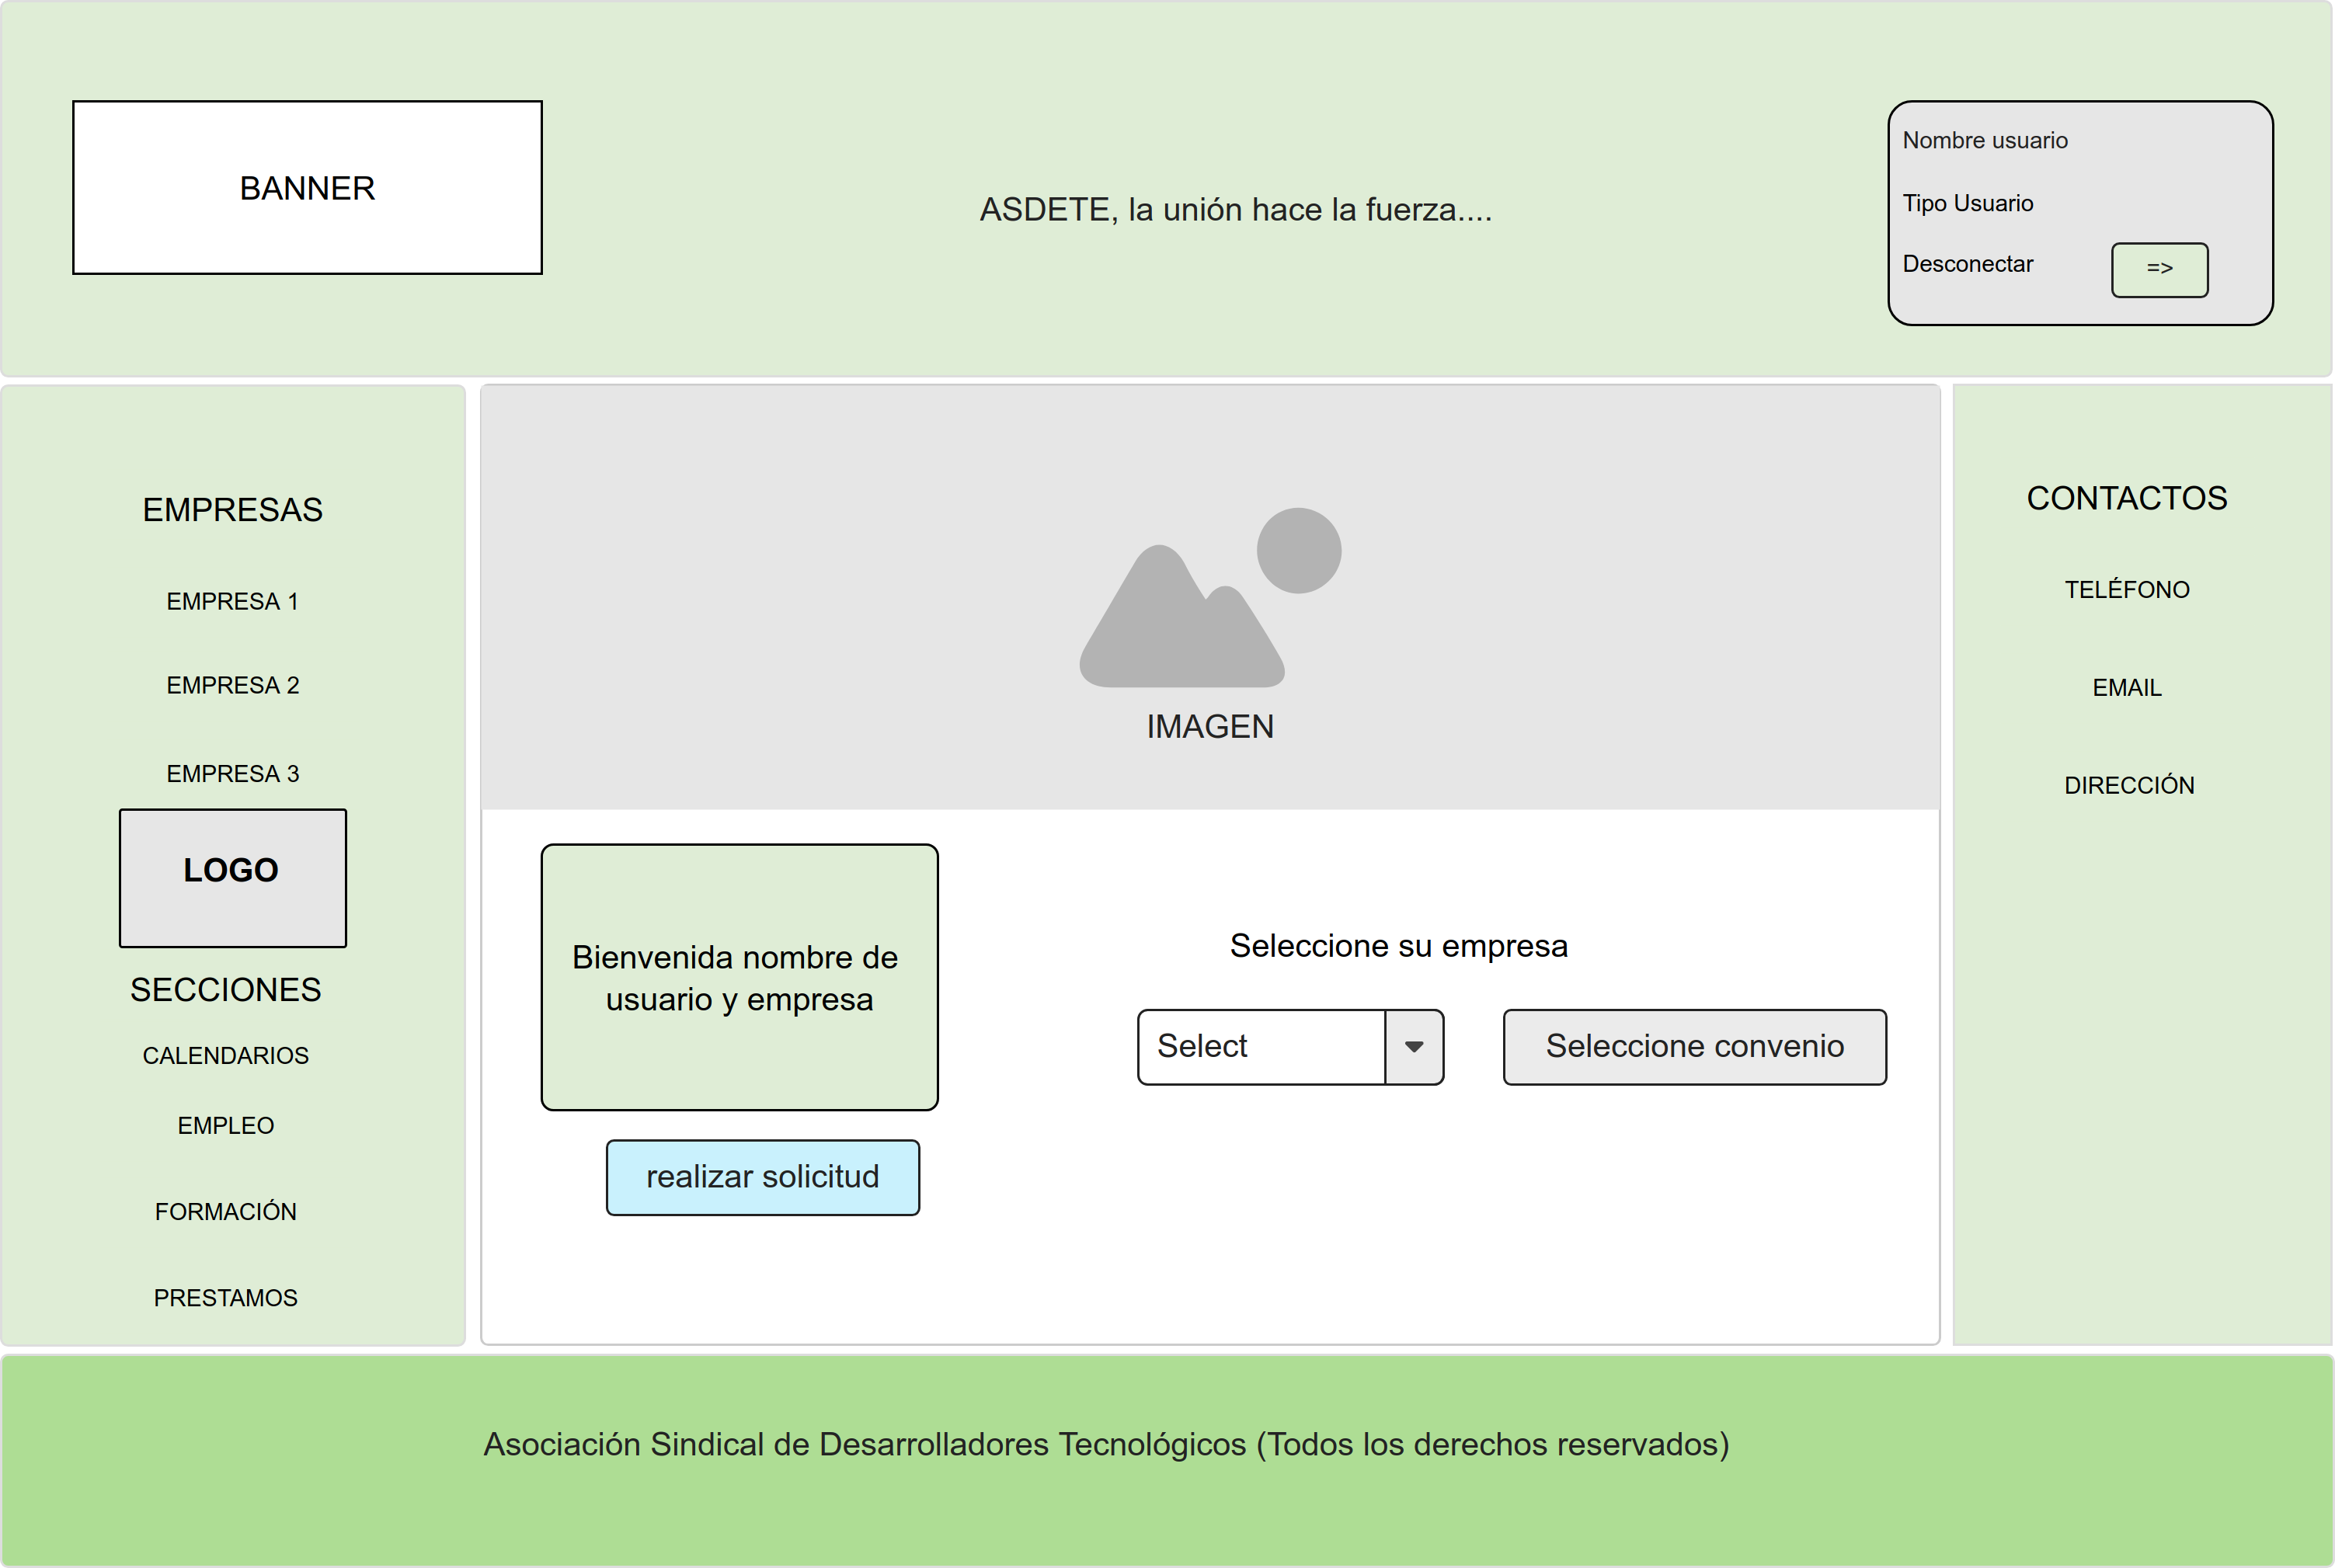 BANNER
ASDETE, la unión hace la fuerza....
Nombre usuario
Tipo Usuario
Desconectar
=>
EMPRESAS
EMPRESA 1
EMPRESA 2
EMPRESA 3
LOGO
SECCIONES
CALENDARIOS
EMPLEO
FORMACIÓN
PRESTAMOS
IMAGEN
Bienvenida nombre de
usuario y empresa
realizar solicitud
Seleccione su empresa
Select
Seleccione convenio
CONTACTOS
TELÉFONO
EMAIL
DIRECCIÓN
Asociación Sindical de Desarrolladores Tecnológicos (Todos los derechos reservados)